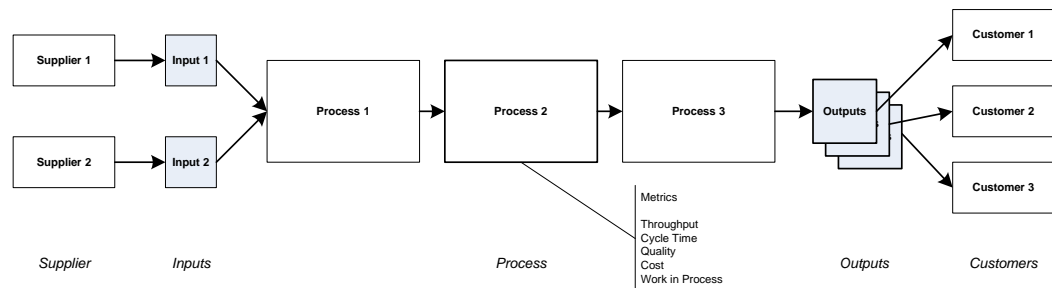 Supplier 1
Input 1
Supplier 2
Input 2
Process 1
Process 2
Process 3
Outputs
Customer 1
Customer 2
Customer 3
Metrics
Throughput
Cycle Time
Quality
Cost
Work in Process
Supplier
Inputs
Process
Outputs
Customers